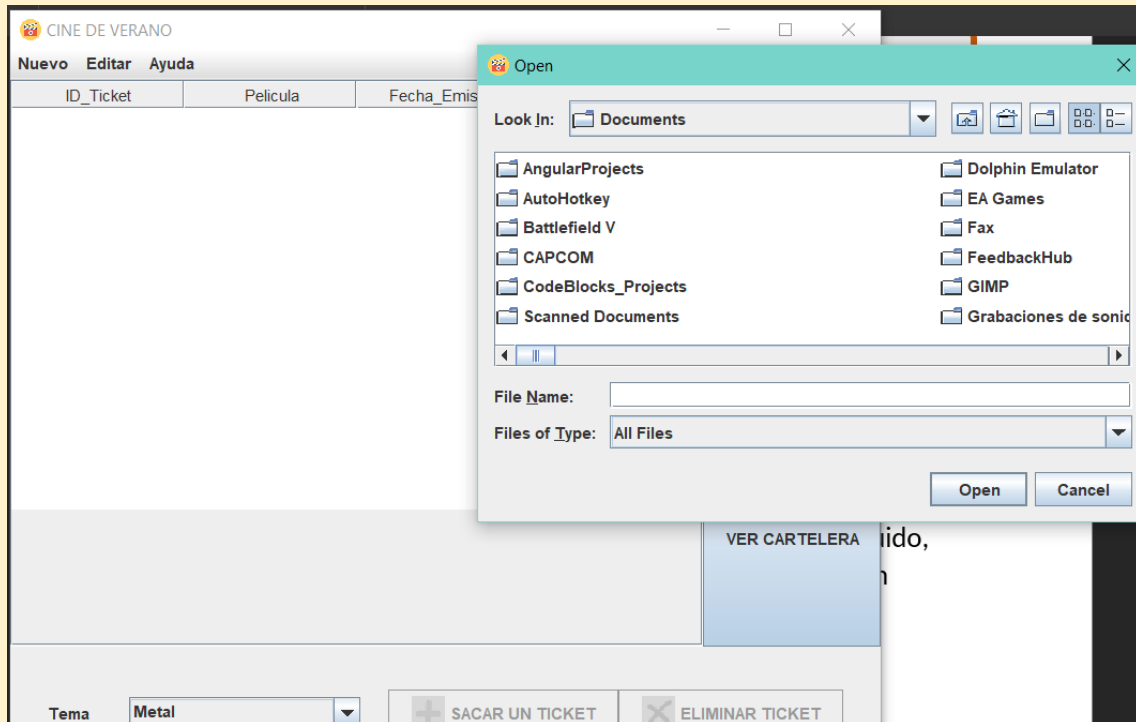 CINE DE VERANO
Nuevo Editar Ayuda
ID_Ticket Pelicula Fecha_Emis
Open
Look In: Documents
AngularProjects
AutoHotkey
Battlefield V
CAPCOM
CodeBlocks_Projects
Scanned Documents
Dolphin Emulator
EA Games
Fax
FeedbackHub
GIMP
Grabaciones de sonid
File Name:
Files of Type: All Files
Open Cancel
VER CARTELERA
uido,
n
Tema Metal
SACAR UN TICKET ELIMINAR TICKET